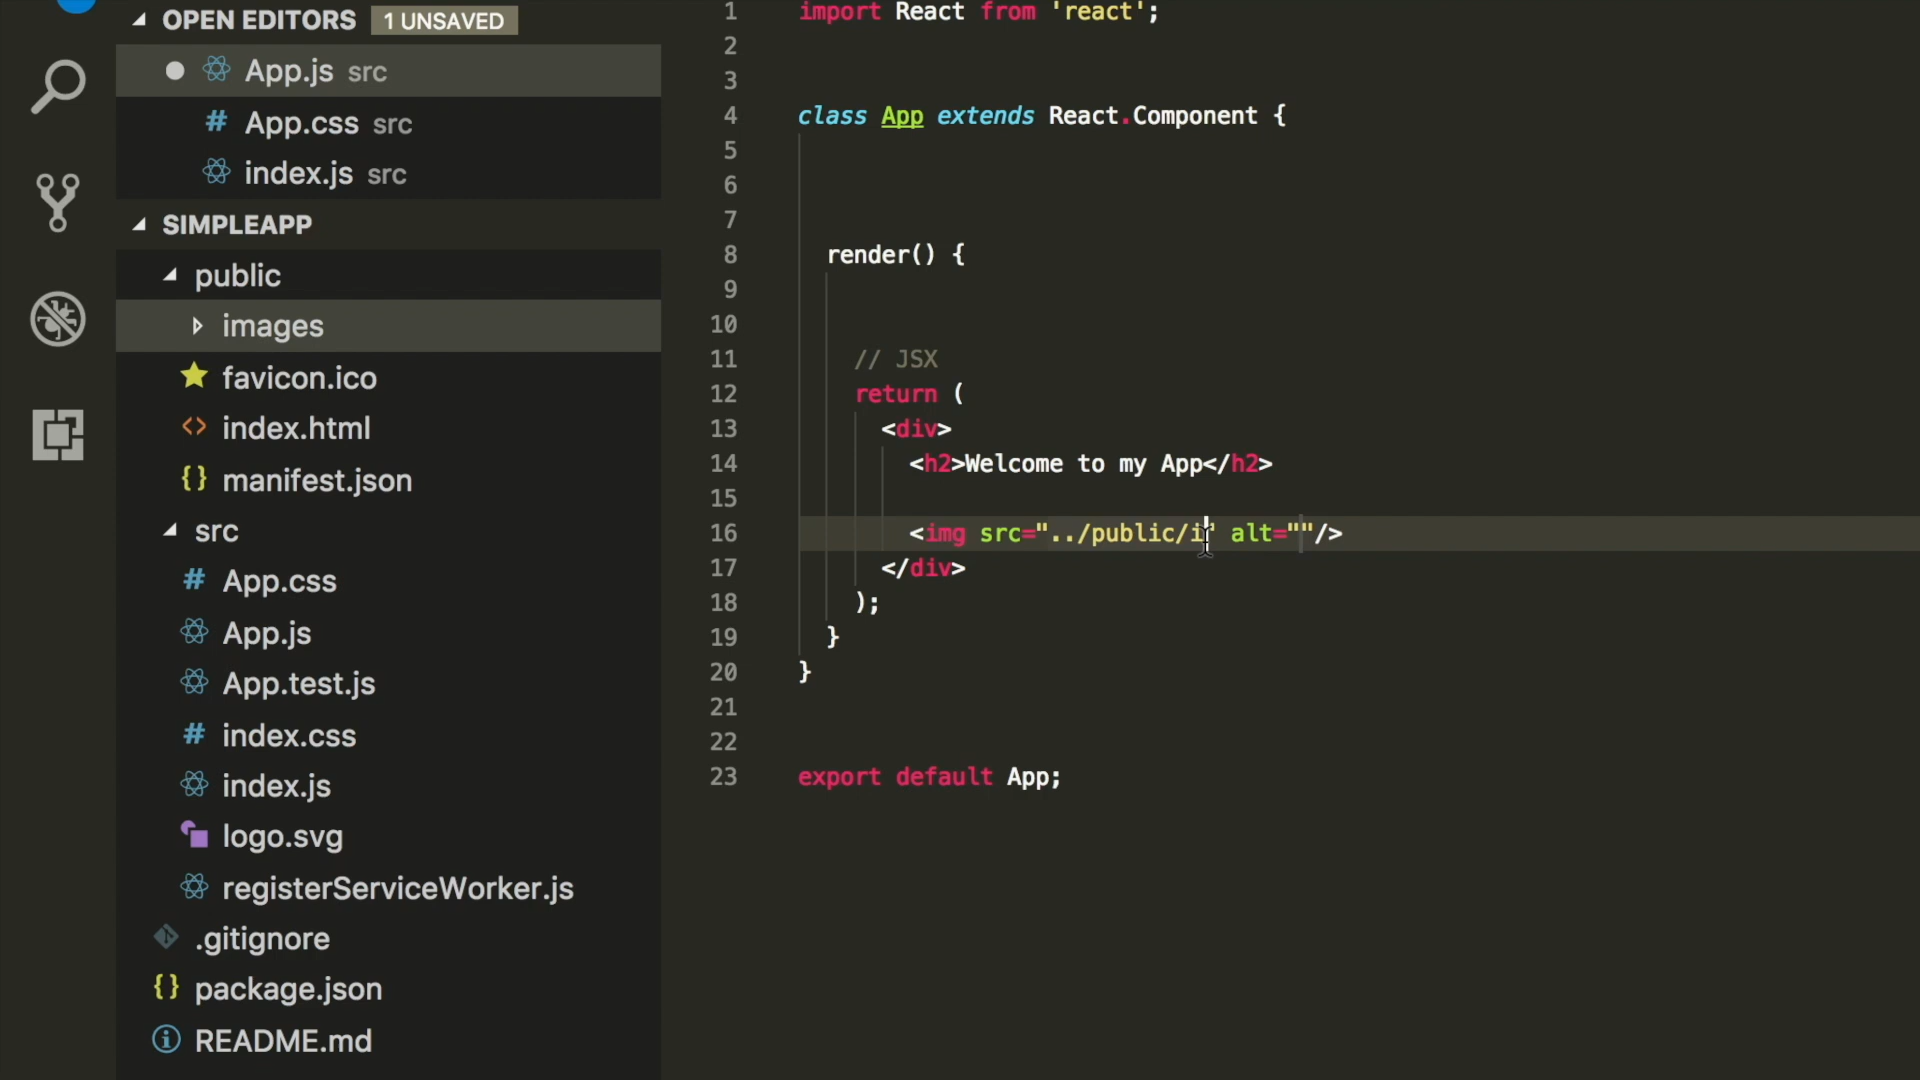 OPEN EDITORS 1 UNSAVED
App.js src
App.css src
index.js src
SIMPLEAPP
public
images
favicon.ico
index.html
manifest.json
src
App.css
App.js
App.test.js
index.css
index.js
logo.svg
registerServiceWorker.js
.gitignore
package.json
README.md
1 import React from 'react';
2
3
4 class App extends React.Component {
5
6
7
8 render() {
9
10
11 // JSX
12 return (
13 <div>
14 <h2>Welcome to my App</h2>
15
16 <img src="../public/i" alt=""/>
17 </div>
18 );
19 }
20 }
21
22
23 export default App;